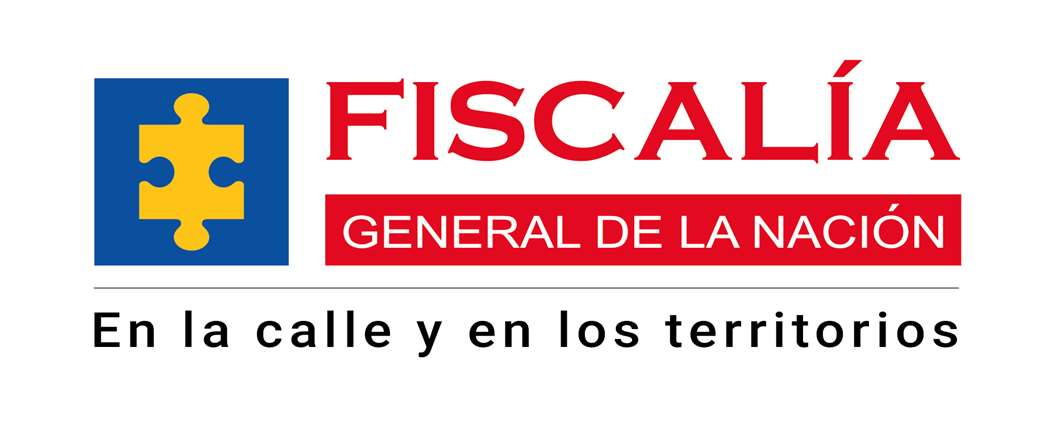 FISCALÍA
GENERAL DE LA NACIÓN
En la calle y en los territorios